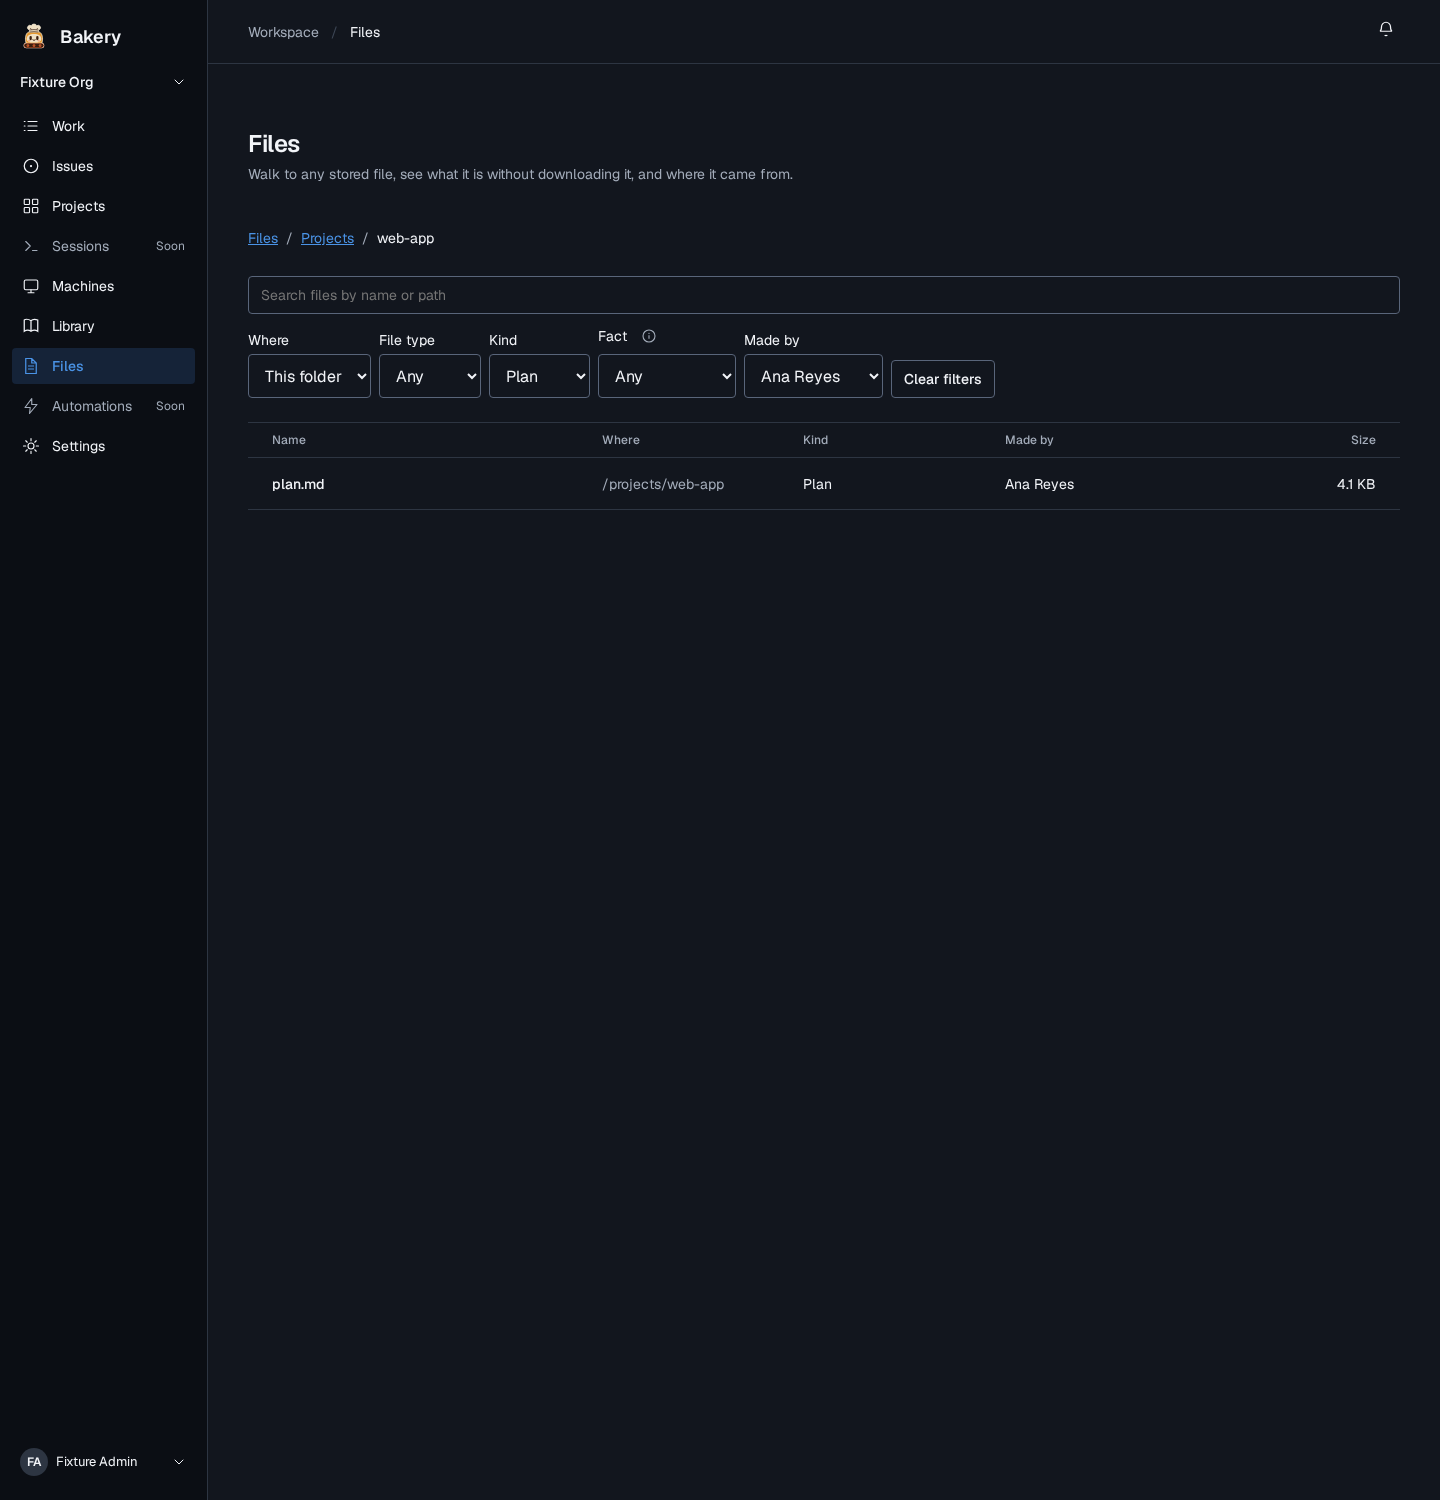 Bakery
Fixture Org
Work
Issues
Projects
Sessions Soon
Machines
Library
Files
Automations Soon
Settings
FA Fixture Admin
Workspace / Files
Files
Walk to any stored file, see what it is without downloading it, and where it came from.
Files / Projects / web-app
Search files by name or path
Where File type Kind Fact Made by
This folder Any Plan Any Ana Reyes Clear filters
Name Where Kind Made by Size
plan.md /projects/web-app Plan Ana Reyes 4.1 KB